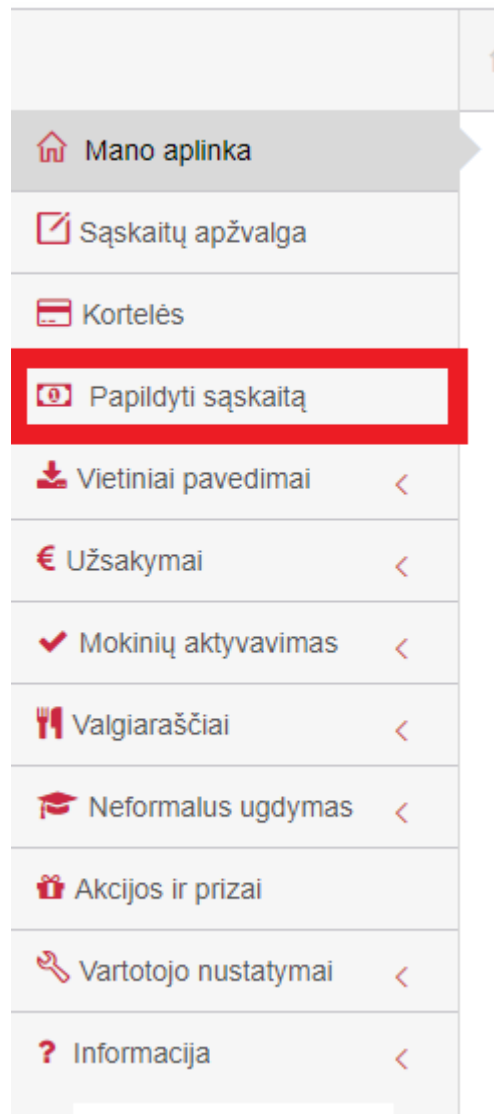 Mano aplinka
Sąskaitų apžvalga
Kortelės
Papildyti sąskaitą
Vietiniai pavedimai
€ Užsakymai
Mokinių aktyvavimas
Valgiaraščiai
Neformalus ugdymas
Akcijos ir prizai
Vartotojo nustatymai
? Informacija